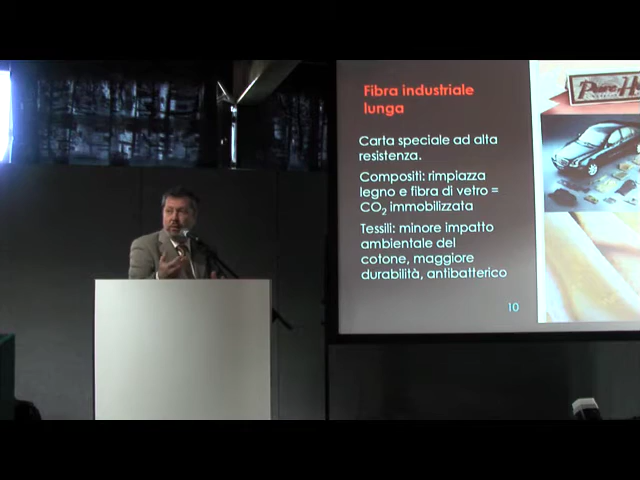 Fibra industriale
lunga
Carta speciale ad alta
resistenza.
Compositi: rimpiazza
legno e fibra di vetro =
CO2 immobilizzata
Tessili: minore impatto
ambientale del
cotone, maggiore
durabilità, antibatterico
10
Pure H